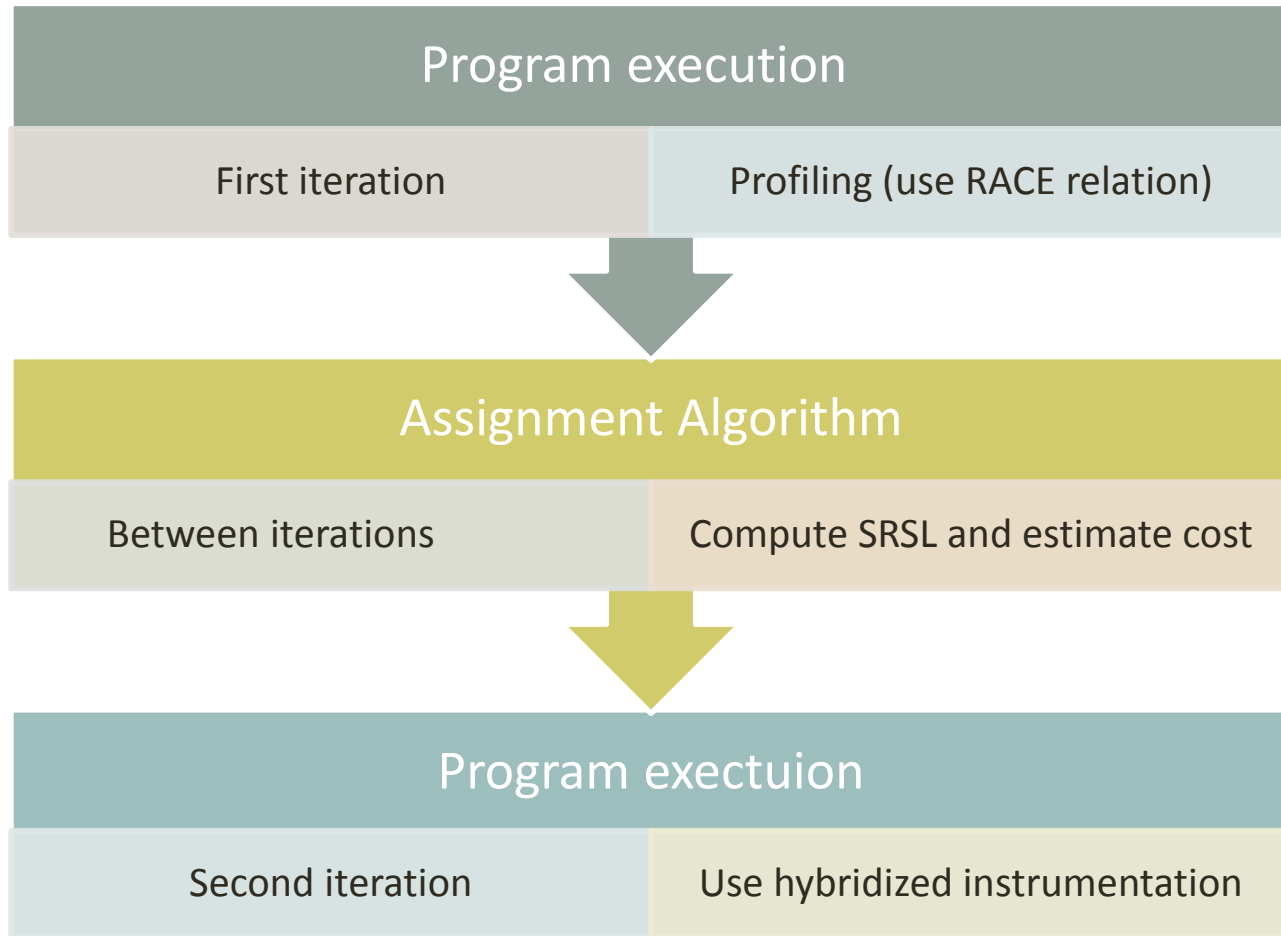 Program execution
First iteration
Profiling (use RACE relation)
Assignment Algorithm
Between iterations
Compute SRSL and estimate cost
Program exectuion
Second iteration
Use hybridized instrumentation